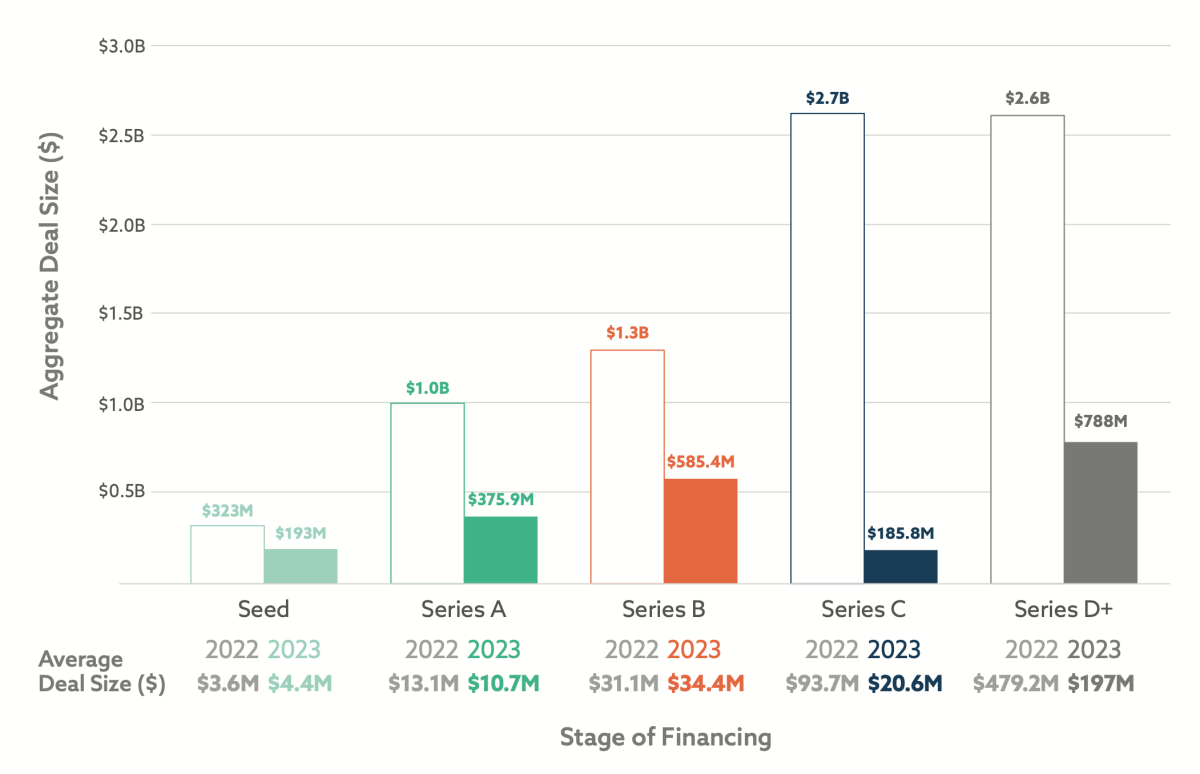 $3.0B
$2.7B
$2.6B
$2.5B
$2.0B
$1.5B
$1.3B
$1.0B
$1.0B
$788M
$585.4M
$0.5B
$375.9M
$323M
$193M
$185.8M
Aggregate Deal Size ($)
Seed Series A Series B Series C Series D+
2022 2023 2022 2023 2022 2023 2022 2023 2022 2023
Average
Deal Size ($) $3.6M $4.4M $13.1M $10.7M $31.1M $34.4M $93.7M $20.6M $479.2M $197M
Stage of Financing